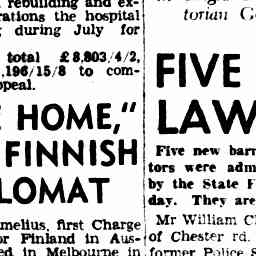 rebuilding and ex-
rations the hospital
during July for
total £8,803/4/2,
,196/15/8 to com-
peal.
HOME,"
FINNISH
LOMAT
melius, first Charge
or Finland in Aus-
ed in Melbourne in
torian G
FIVE
LAW
Five new barr
tors were adm
by the State F
day. They are
Mr William C
of Chester rd.
former Police S